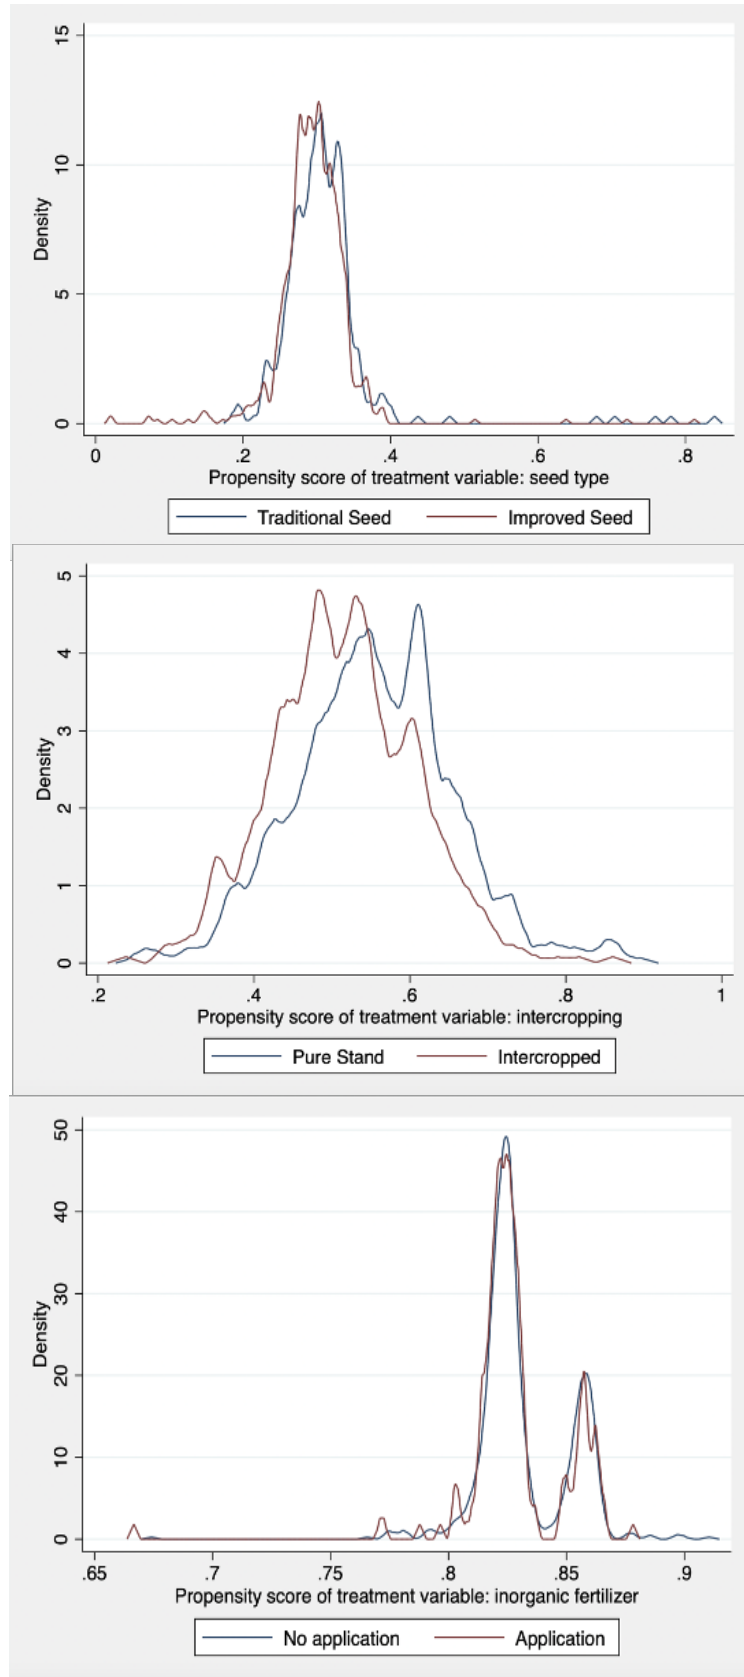 15
10
5
0
Density
0 .2 .4 .6 .8
Propensity score of treatment variable: seed type
Traditional Seed Improved Seed
5
4
3
2
1
0
Density
.2 .4 .6 .8 1
Propensity score of treatment variable: intercropping
Pure Stand Intercropped
50
40
30
20
10
0
Density
.65 .7 .75 .8 .85 .9
Propensity score of treatment variable: inorganic fertilizer
No application Application